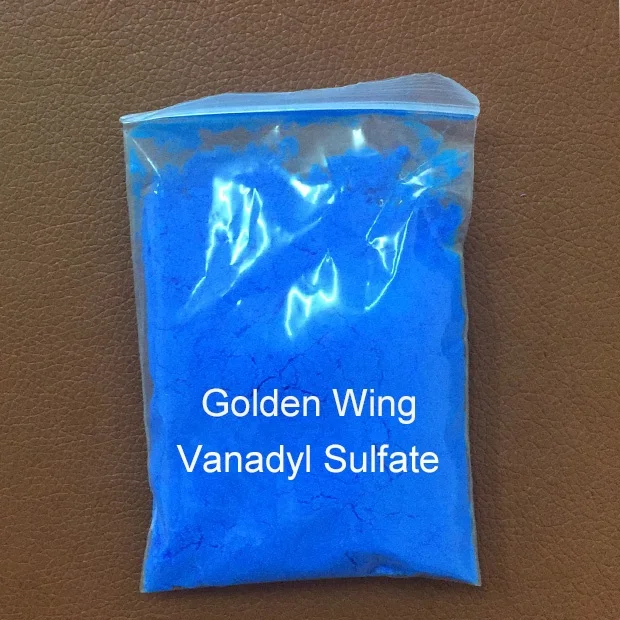 Golden Wing
Vanadyl Sulfate